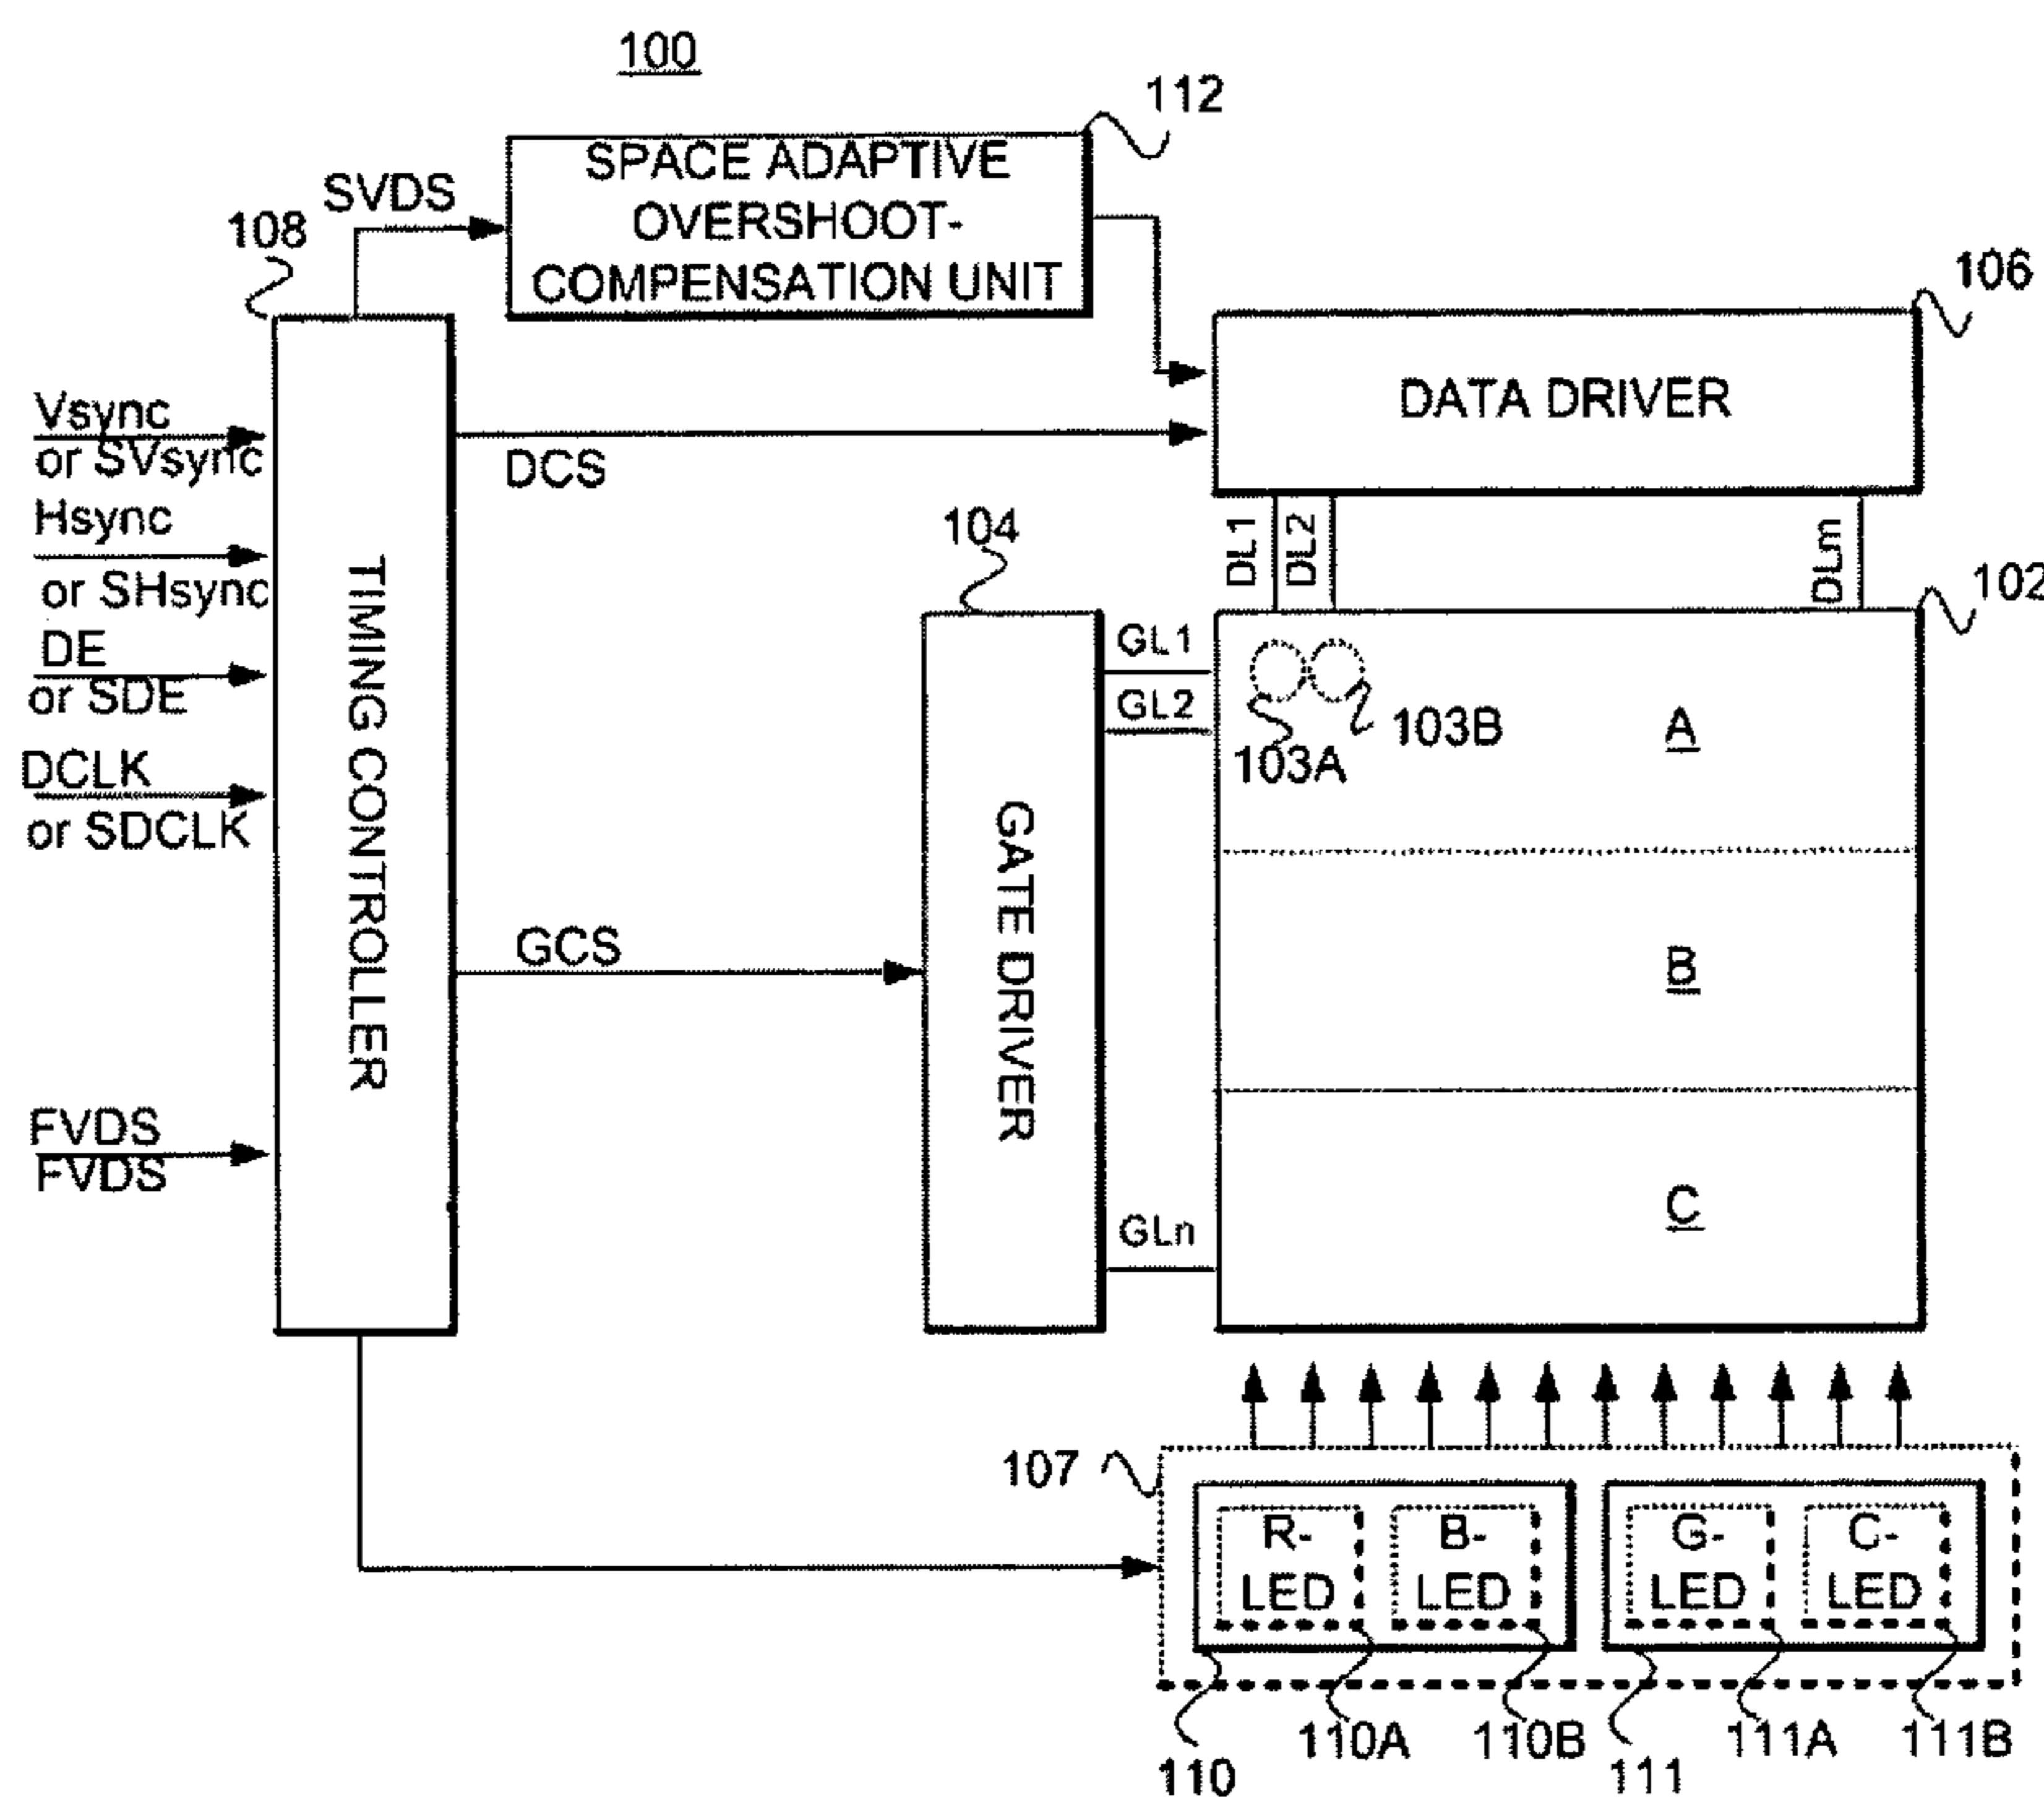 100
112
SPACE ADAPTIVE
OVERSHOOT-
COMPENSATION UNIT
SVDS
108
106
DATA DRIVER
Vsync
or SVsync
DCS
Hsync
or SHsync
104
DL1
DL2
DLm
102
TIMING CONTROLLER
DE
or SDE
GL1
GL2
103A
103B
A
DCLK
or SDCLK
GATE DRIVER
GCS
B
FVDS
FVDS
C
GLn
107
R-
LED
B-
LED
G-
LED
C-
LED
110
110A
110B
111
111A
111B